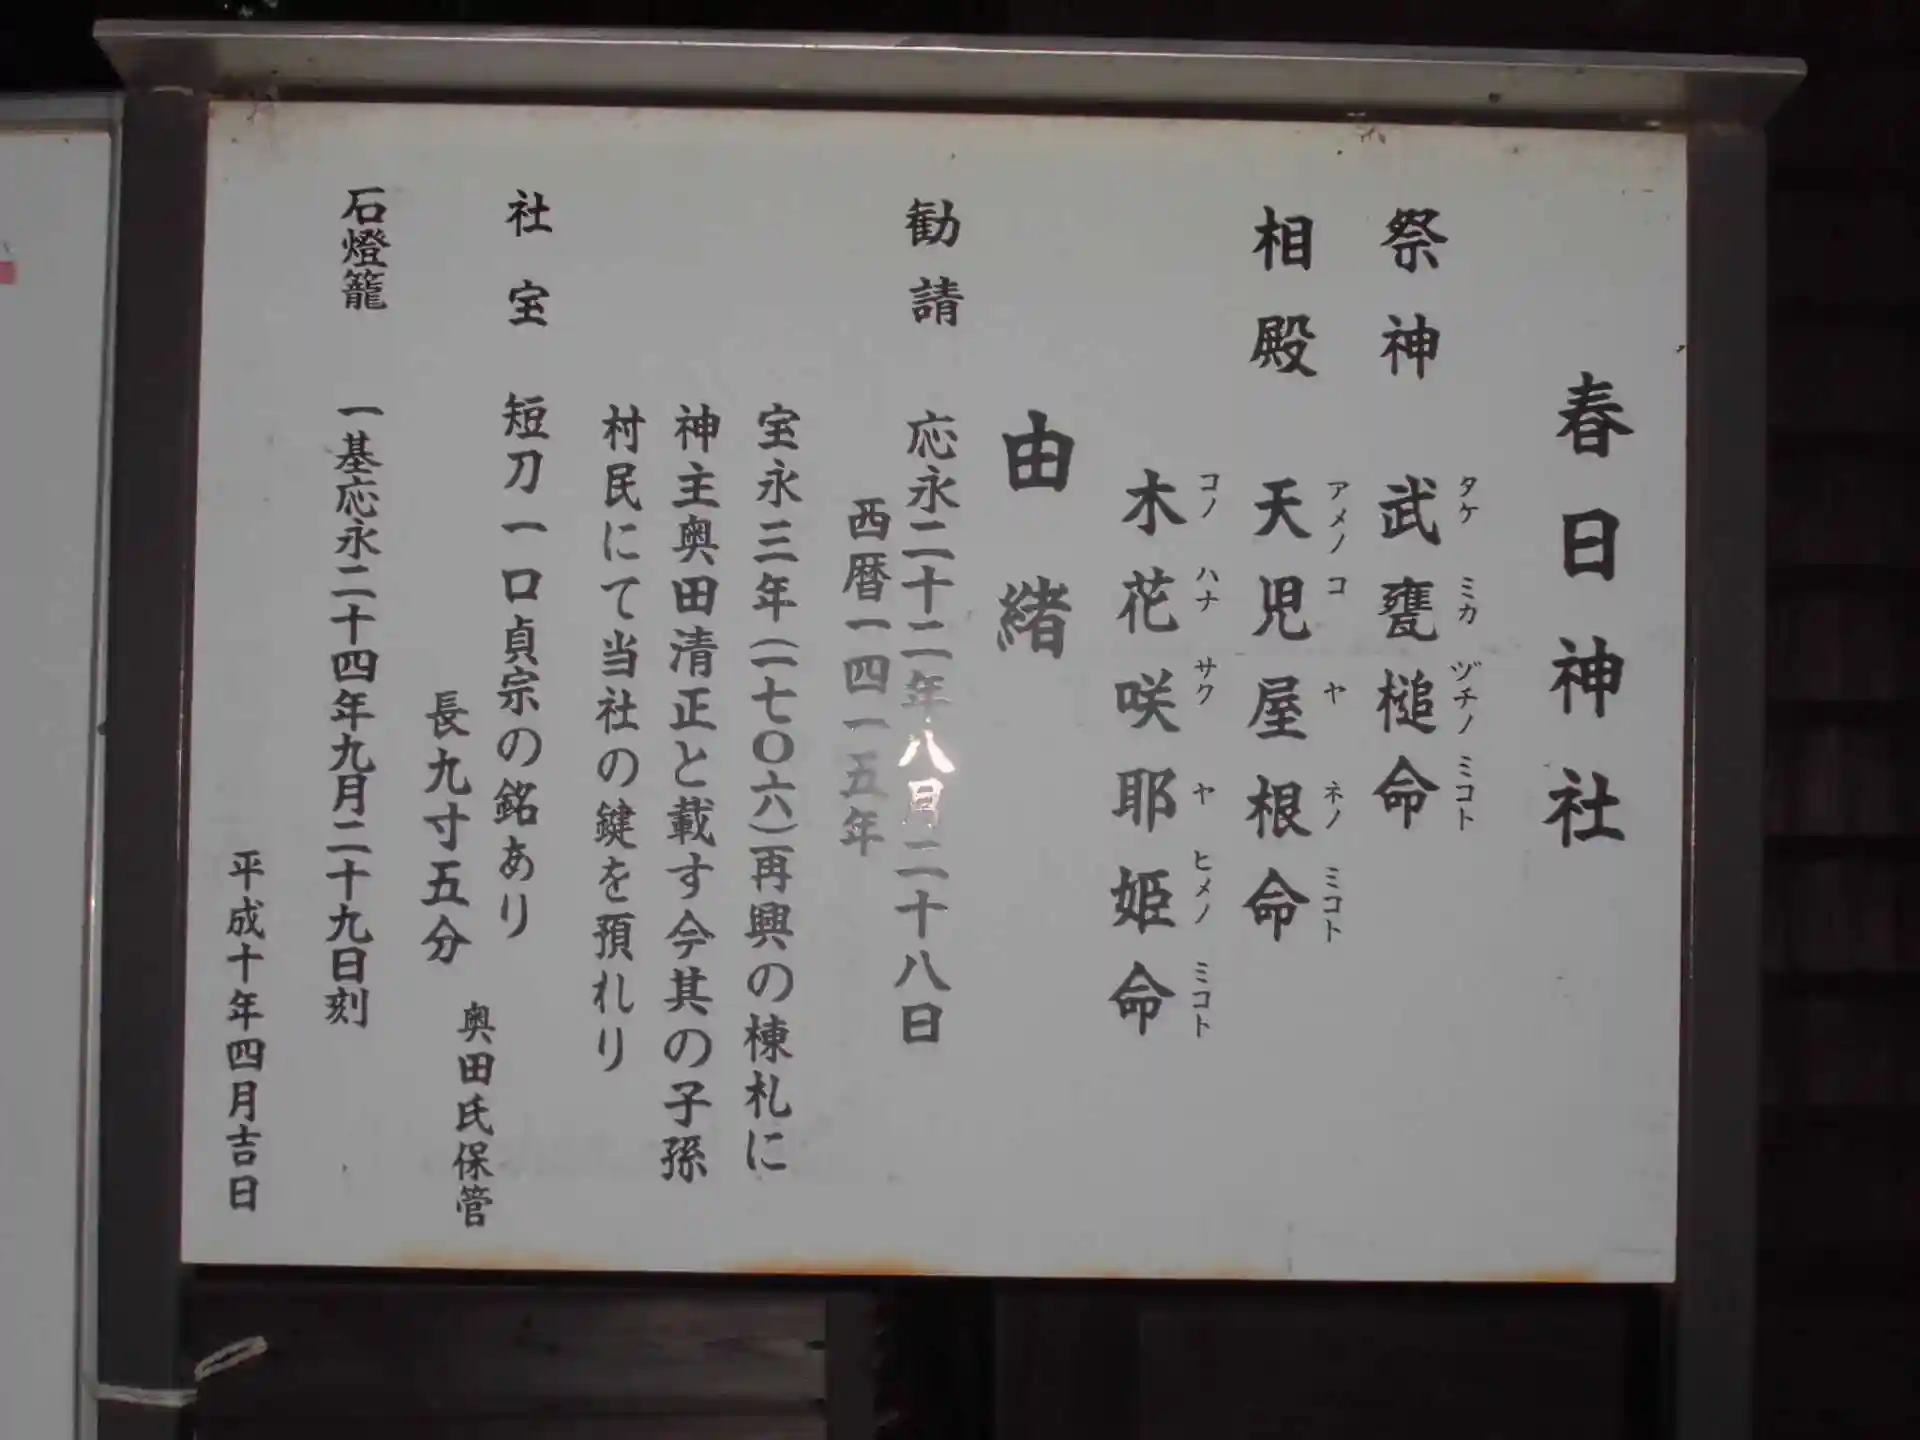 春日神社
祭神 武甕槌命
タケ ミカ ヅチノ ミコト
相殿 天児屋根命
アメノ コ ヤ ネノ ミコト
木花咲耶姫命
コノ ハナ サク ヤ ヒメノ ミコト
由緒
勧請 応永二十二年八月二十八日
西暦一四一五年
宝永三年(一七〇六)再興の棟札に
神主奥田清正と載す今其の子孫
村民にて当社の鍵を預れり
社宝 短刀一口貞宗の銘あり
長九寸五分
奥田氏保管
石燈籠 一基応永二十四年九月二十九日刻
平成十年四月吉日